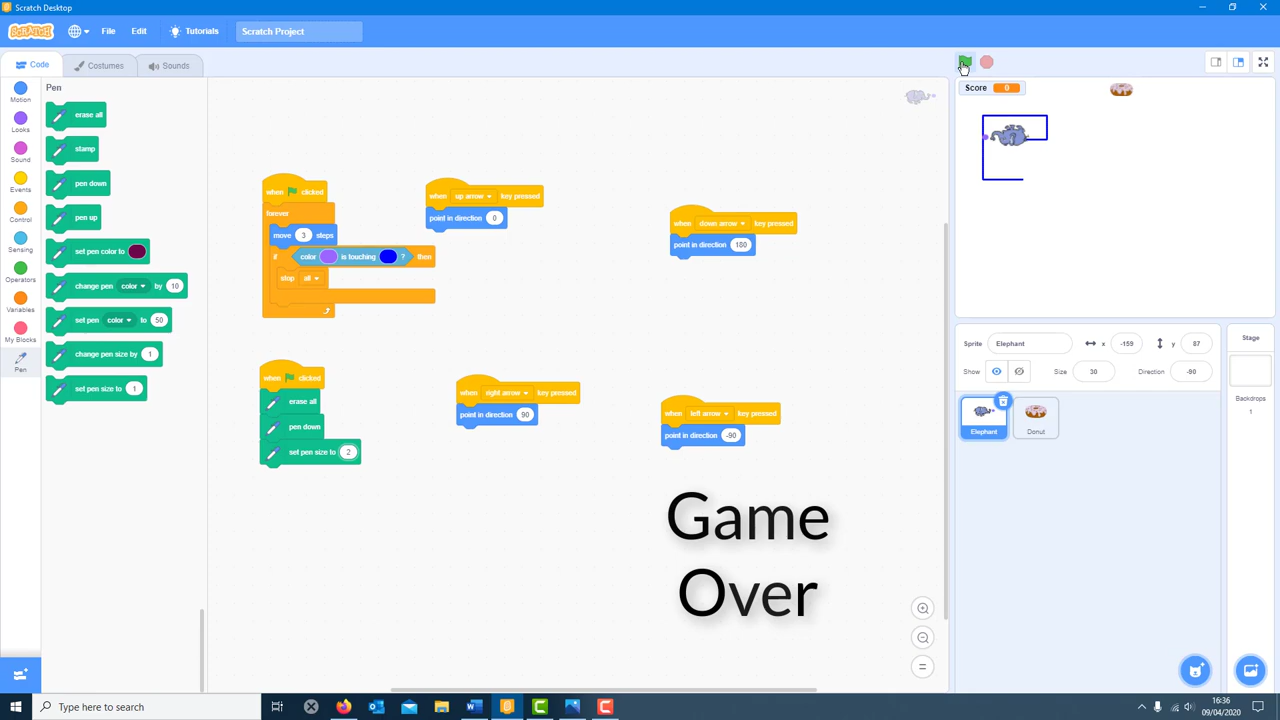 Scratch Desktop
SCRATCH
File
Edit
Tutorials
Scratch Project
Code
Costumes
Sounds
Motion
Looks
Sound
Events
Control
Sensing
Operators
Variables
My Blocks
Pen
Pen
erase all
stamp
pen down
pen up
set pen color to
change pen color by 10
set pen color to 50
change pen size by 1
set pen size to 1
when clicked
forever
move 3 steps
if color is touching ? then
stop all
when up arrow key pressed
point in direction 0
when down arrow key pressed
point in direction 180
when clicked
erase all
pen down
set pen size to 2
when right arrow key pressed
point in direction 90
when left arrow key pressed
point in direction -90
Game
Over
Score 0
Sprite Elephant x -159 y 87
Show Size 30 Direction -90
Elephant
Donut
Stage
Backdrops
1
Type here to search
16:36
09/04/2020